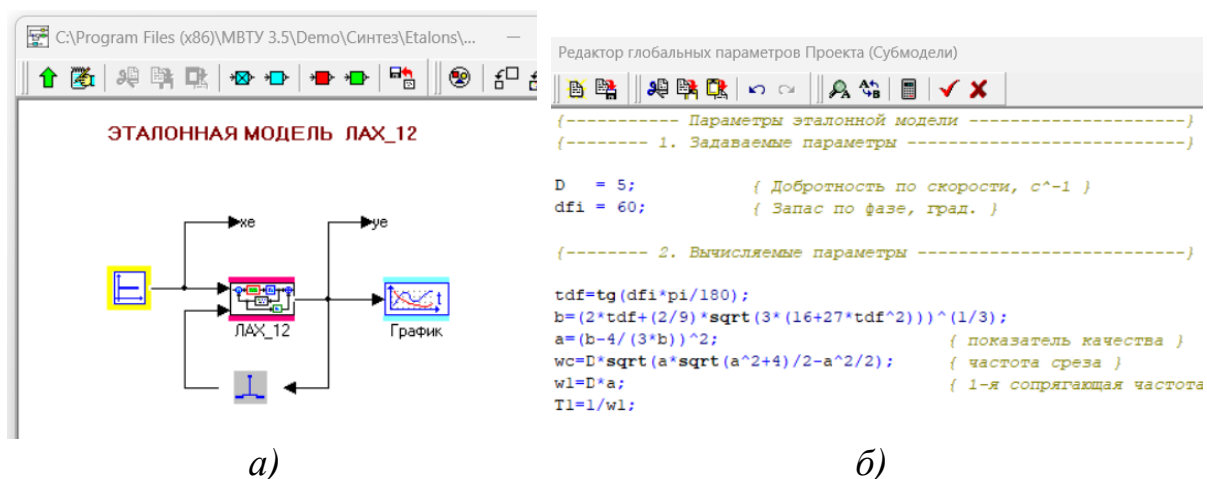 C:\Program Files (x86)\МВТУ 3.5\Demo\Синтез\Etalons\...
ЭТАЛОННАЯ МОДЕЛЬ ЛАХ_12
xe
ye
t
ЛАХ_12
График
а)
Редактор глобальных параметров Проекта (Субмодели)
{----------- Параметры эталонной модели ----------------------}
{-------- 1. Задаваемые параметры ----------------------------}
D = 5; { Добротность по скорости, с^-1 }
dfi = 60; { Запас по фазе, град. }
{-------- 2. Вычисляемые параметры ---------------------------}
tdf=tg(dfi*pi/180);
b=(2*tdf+(2/9)*sqrt(3*(16+27*tdf^2)))^(1/3);
a=(b-4/(3*b))^2; { показатель качества }
wc=D*sqrt(a*sqrt(a^2+4)/2-a^2/2); { частота среза }
w1=D*a; { 1-я сопрягающая частота
T1=1/w1;
б)